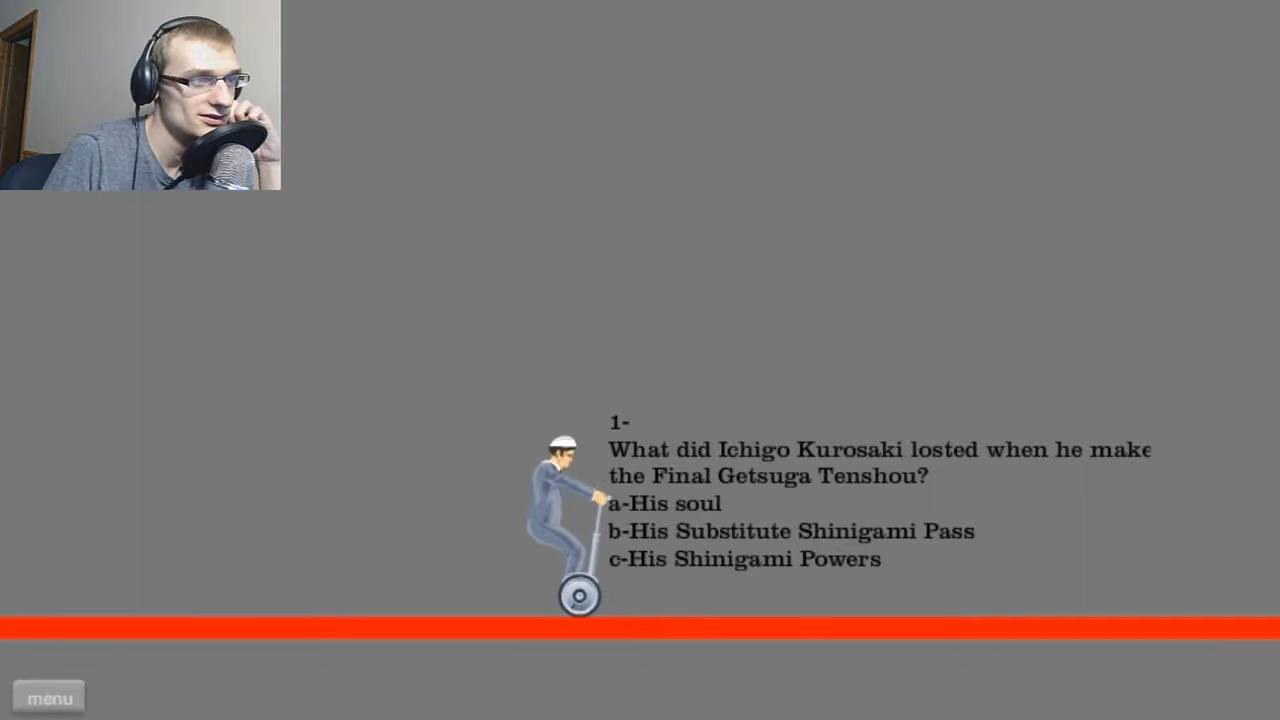 1-
What did Ichigo Kurosaki losted when he make
the Final Getsuga Tenshou?
a-His soul
b-His Substitute Shinigami Pass
c-His Shinigami Powers
menu